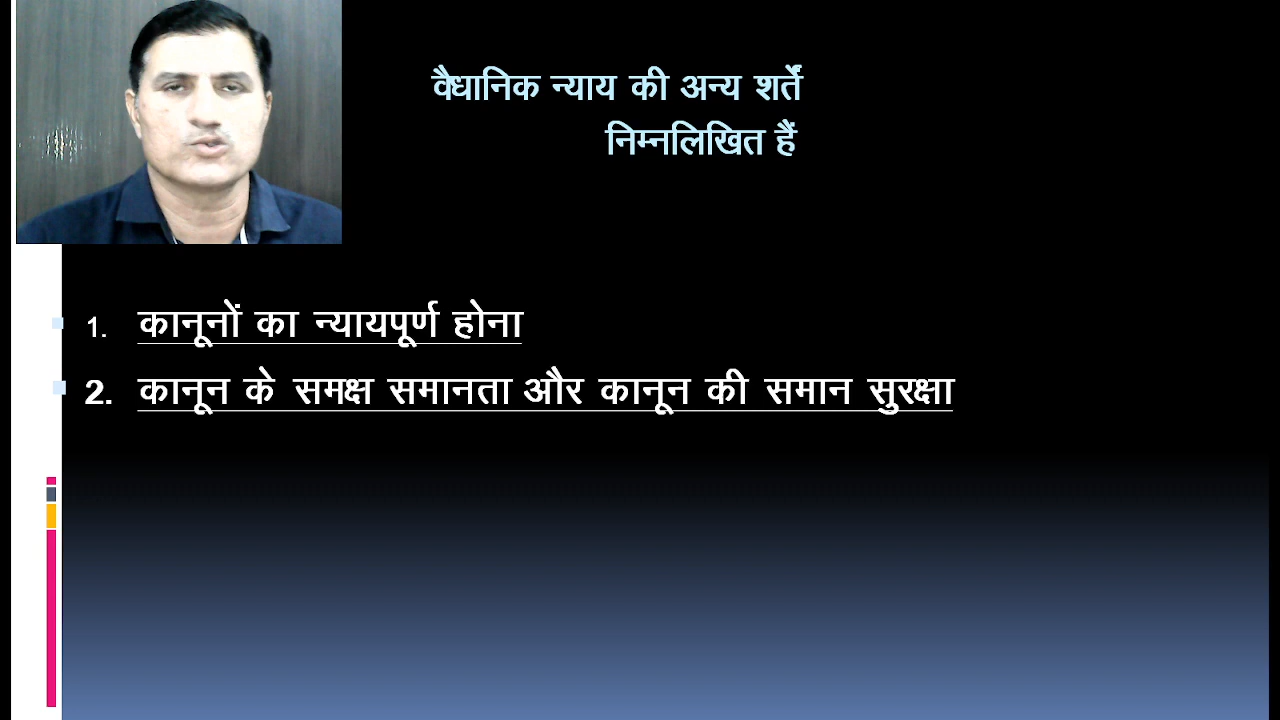 वैधानिक न्याय की अन्य शर्तें
निम्नलिखित हैं
1. कानूनों का न्यायपूर्ण होना
2. कानून के समक्ष समानता और कानून की समान सुरक्षा